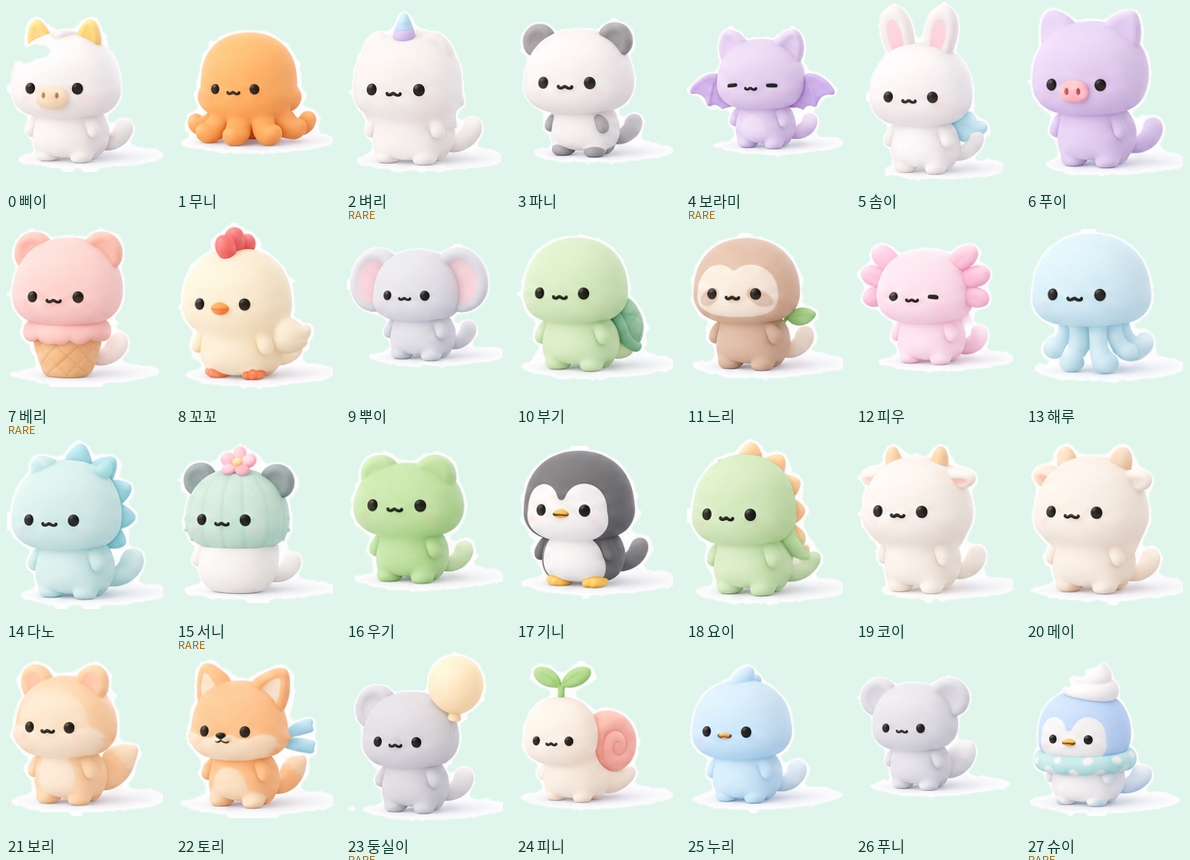 0 삐이
1 무니
2 벼리
RARE
3 파니
4 보라미
RARE
5 솜이
6 푸이
7 베리
RARE
8 꼬꼬
9 뿌이
10 부기
11 느리
12 피우
13 해루
14 다노
15 서니
RARE
16 우기
17 기니
18 요이
19 코이
20 메이
21 보리
22 토리
23 둥실이
RARE
24 피니
25 누리
26 푸니
27 슈이
RARE